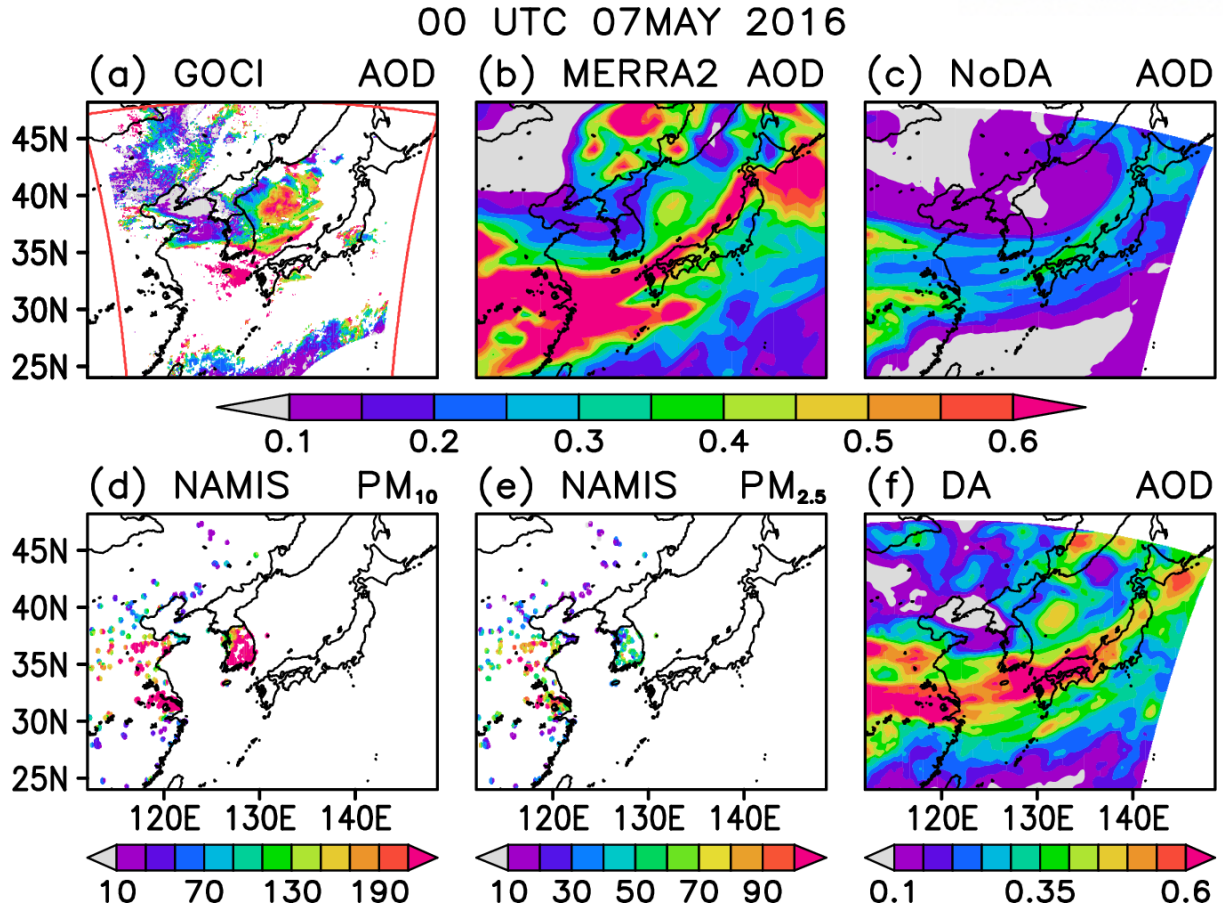 00 UTC 07MAY 2016
(a) GOCI AOD
(b) MERRA2 AOD
(c) NoDA AOD
45N
40N
35N
30N
25N
0.1 0.2 0.3 0.4 0.5 0.6
(d) NAMIS PM₁₀
(e) NAMIS PM₂.₅
(f) DA AOD
45N
40N
35N
30N
25N
120E 130E 140E
120E 130E 140E
120E 130E 140E
10 70 130 190
10 30 50 70 90
0.1 0.35 0.6